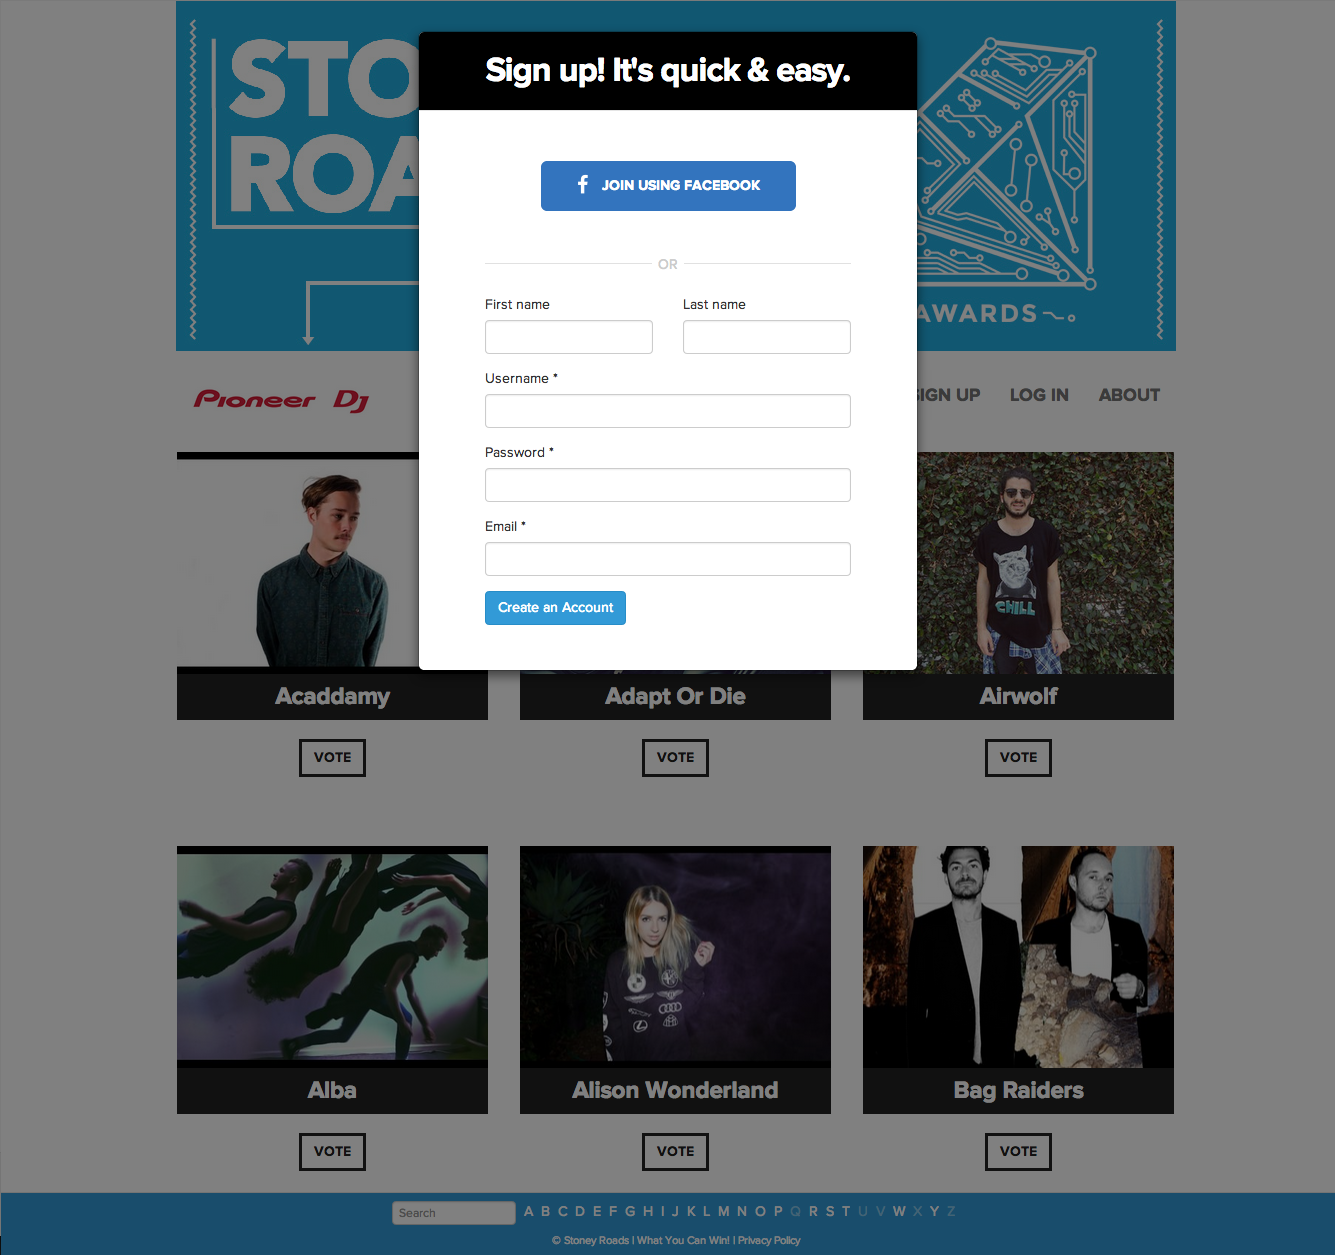 STO
ROA
Sign up! It's quick & easy.
JOIN USING FACEBOOK
OR
First name
Last name
Username *
Password *
Email *
Create an Account
AWARDS
Pioneer DJ
SIGN UP
LOG IN
ABOUT
CHILL
Acaddamy
Adapt Or Die
Airwolf
VOTE
VOTE
VOTE
Alba
Alison Wonderland
Bag Raiders
VOTE
VOTE
VOTE
Search
A B C D E F G H I J K L M N O P Q R S T U V W X Y Z
© Stoney Roads | What You Can Win! | Privacy Policy